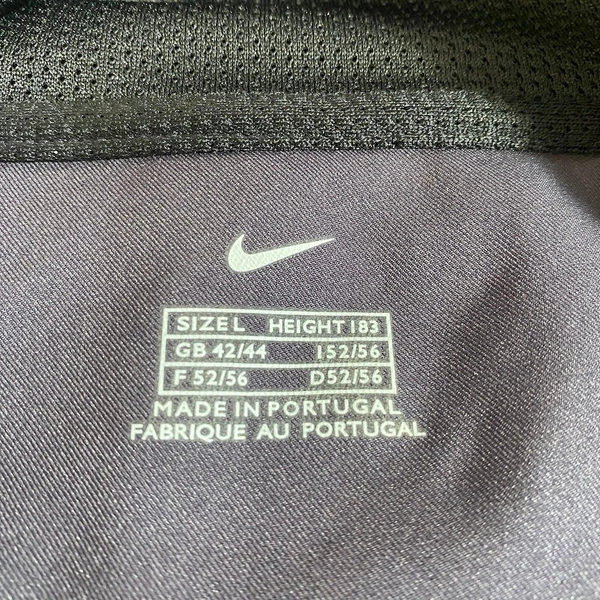 SIZE L HEIGHT 183
GB 42/44 I 52/56
F 52/56 D 52/56
MADE IN PORTUGAL
FABRIQUE AU PORTUGAL